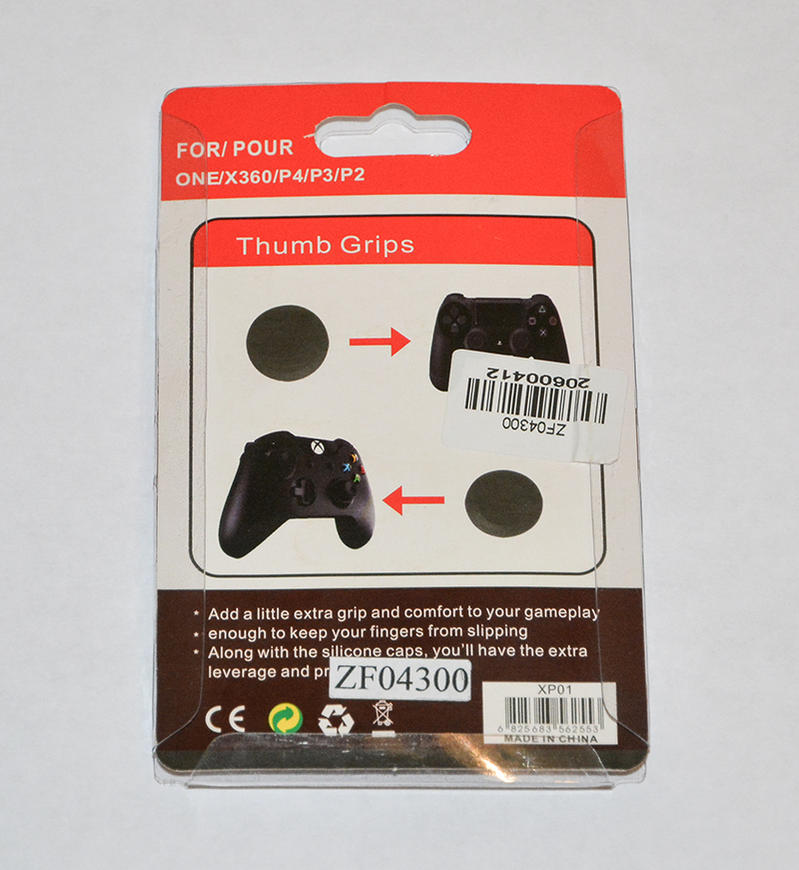 FOR/ POUR
ONE/X360/P4/P3/P2
Thumb Grips
20600412
ZF04300
* Add a little extra grip and comfort to your gameplay
* enough to keep your fingers from slipping
* Along with the silicone caps, you'll have the extra
leverage and pr
ZF04300
CE
XP01
6 825683 562553
MADE IN CHINA